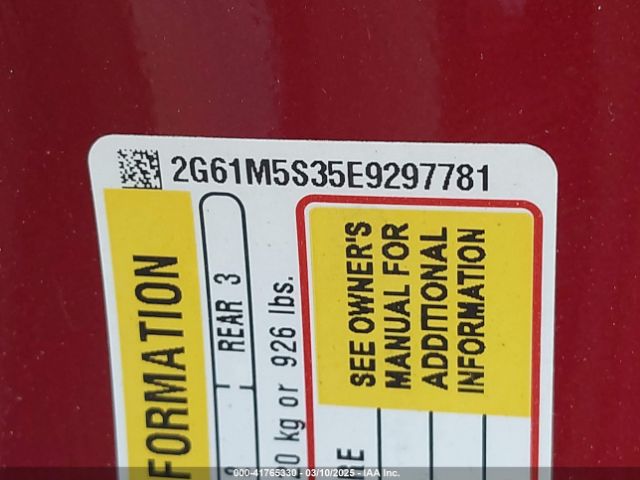 2G61M5S35E9297781
FORMATION
REAR 3
0 kg or 926 lbs.
SEE OWNER'S
MANUAL FOR
ADDITIONAL
INFORMATION
RE
000-41765330 - 03/10/2025 - IAA Inc.